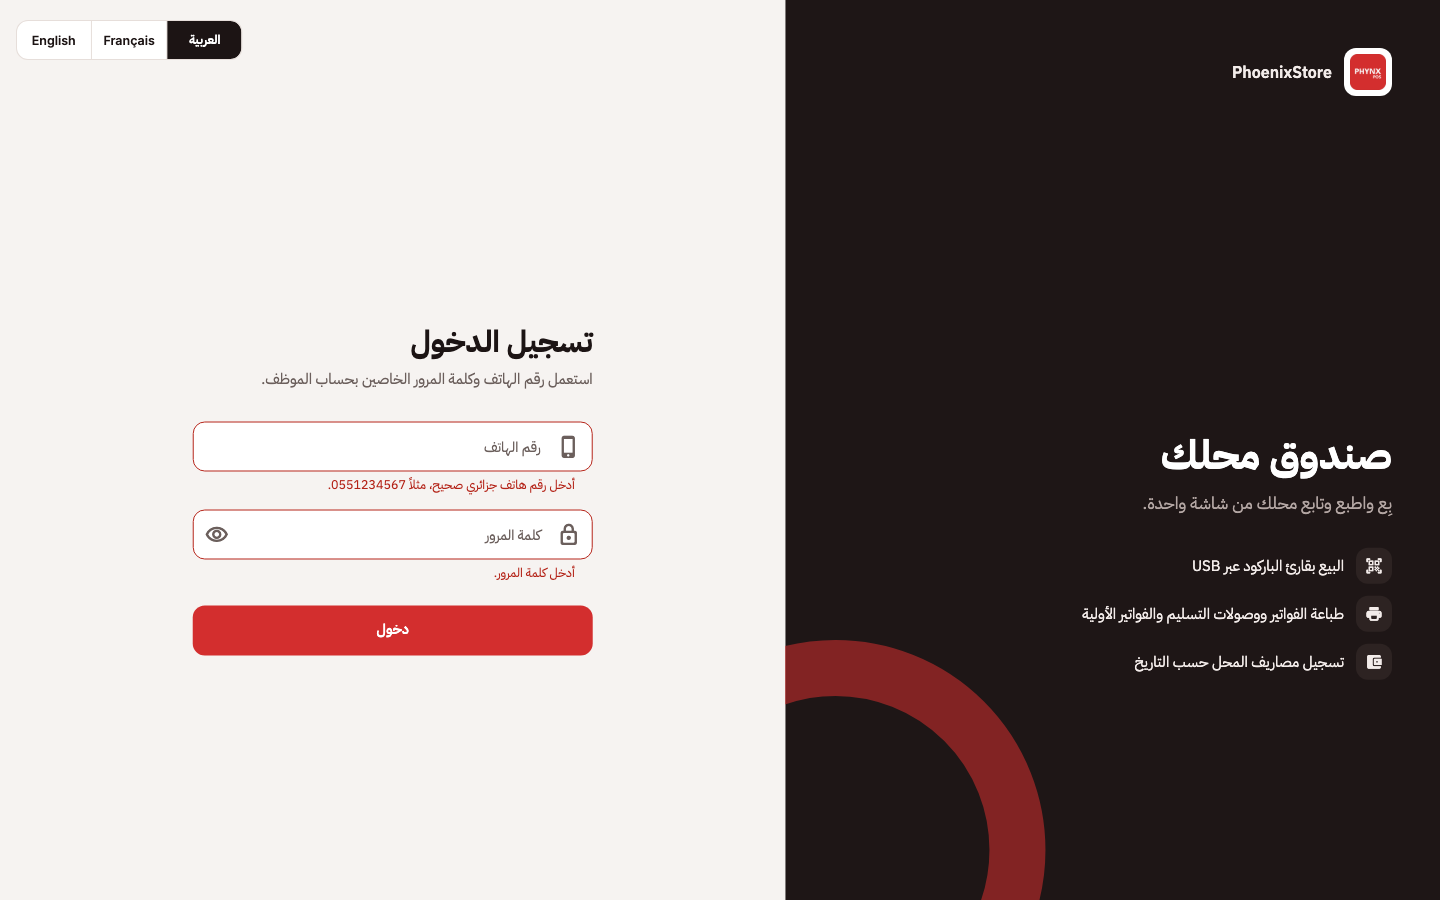 PhoenixStore
PHYNX
POS
صندوق محلك
بِع واطبع وتابع محلك من شاشة واحدة.
البيع بقارئ الباركود عبر USB
طباعة الفواتير ووصولات التسليم والفواتير الأولية
تسجيل مصاريف المحل حسب التاريخ
العربية
Français
English
تسجيل الدخول
استعمل رقم الهاتف وكلمة المرور الخاصين بحساب الموظف.
رقم الهاتف
أدخل رقم هاتف جزائري صحيح، مثلاً 0551234567.
كلمة المرور
أدخل كلمة المرور.
دخول